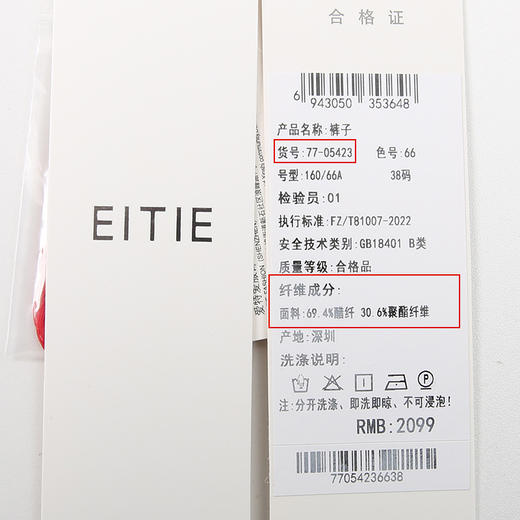 EITIE
合格证
6 943050 353648
产品名称:裤子
货号:77-05423 色号:66
号型:160/66A 38码
检验员:01
执行标准:FZ/T81007-2022
安全技术类别:GB18401 B类
质量等级:合格品
纤维成分:
面料:69.4%醋纤 30.6%聚酯纤维
产地:深圳
洗涤说明:
注:分开洗涤、即洗即晾、不可浸泡!
RMB:2099
77054236638